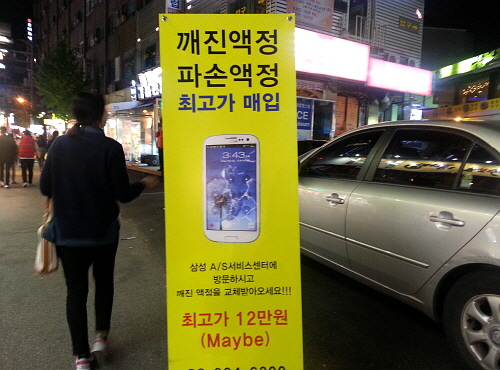 깨진액정
파손액정
최고가 매입
3:43
삼성 A/S서비스센터에
방문하시고
깨진 액정을 교체받아오세요!!!
최고가 12만원
(Maybe)